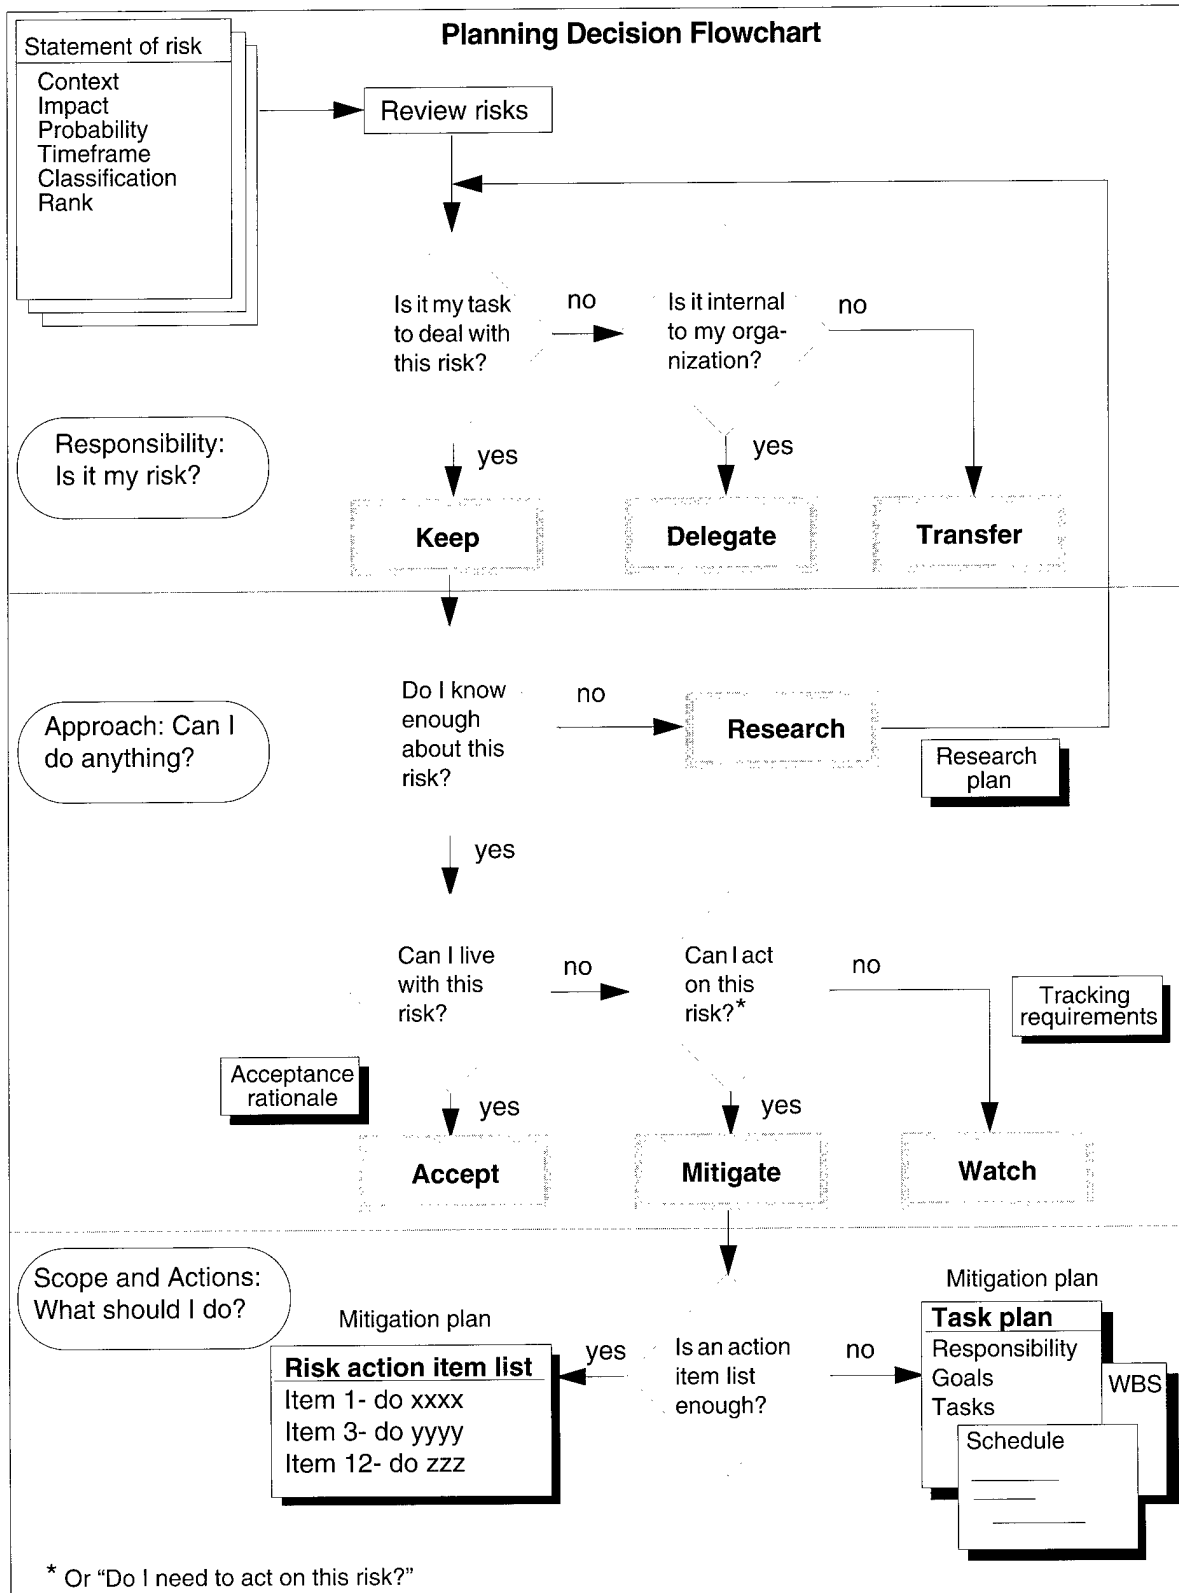 Planning Decision Flowchart
Statement of risk
Context
Impact
Probability
Timeframe
Classification
Rank
Review risks
Is it my task
to deal with
this risk?
no
Is it internal
to my orga-
nization?
no
Responsibility:
Is it my risk?
yes
yes
Keep
Delegate
Transfer
Approach: Can I
do anything?
Do I know
enough
about this
risk?
no
Research
Research
plan
yes
Can I live
with this
risk?
no
Can I act
on this
risk?*
no
Tracking
requirements
Acceptance
rationale
yes
yes
Accept
Mitigate
Watch
Scope and Actions:
What should I do?
Mitigation plan
Risk action item list
Item 1- do xxxx
Item 3- do yyyy
Item 12- do zzz
yes
Is an action
item list
enough?
no
Mitigation plan
Task plan
Responsibility
Goals
Tasks
WBS
Schedule
* Or “Do I need to act on this risk?”